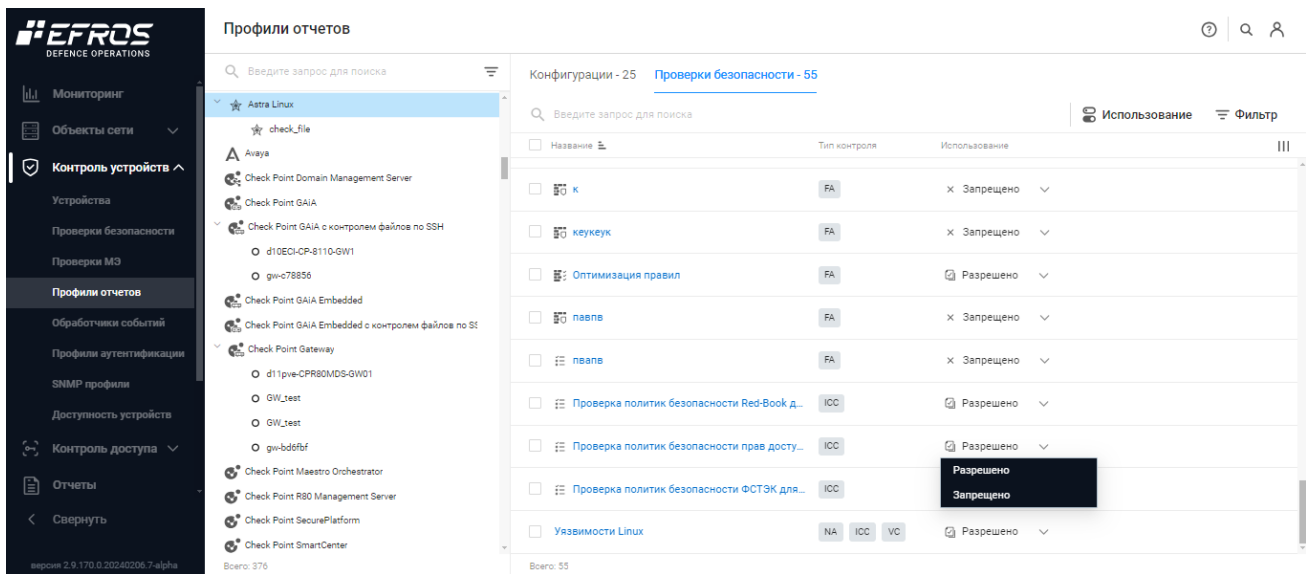 EFROS
DEFENCE OPERATIONS
Мониторинг
Объекты сети
Контроль устройств
Устройства
Проверки безопасности
Проверки МЭ
Профили отчетов
Обработчики событий
Профили аутентификации
SNMP профили
Доступность устройств
Контроль доступа
Отчеты
Свернуть
версия 2.9.170.0.20240206.7-alpha
Профили отчетов
Введите запрос для поиска
Astra Linux
check_file
Avaya
Check Point Domain Management Server
Check Point GAiA
Check Point GAiA с контролем файлов по SSH
d10ECI-CP-8110-GW1
gw-c78856
Check Point GAiA Embedded
Check Point GAiA Embedded с контролем файлов по SS
Check Point Gateway
d11pve-CPR80MDS-GW01
GW_test
GW_test
gw-bd6fbf
Check Point Maestro Orchestrator
Check Point R80 Management Server
Check Point SecurePlatform
Check Point SmartCenter
Всего: 376
Конфигурации - 25 Проверки безопасности - 55
Введите запрос для поиска Использование Фильтр
Название Тип контроля Использование
к FA Запрещено
кеукеук FA Запрещено
Оптимизация правил FA Разрешено
павпв FA Запрещено
пвапв FA Запрещено
Проверка политик безопасности Red-Book д... ICC Разрешено
Проверка политик безопасности прав досту... ICC Разрешено
Разрешено
Проверка политик безопасности ФСТЭК для... ICC
Запрещено
Уязвимости Linux NA ICC VC Разрешено
Всего: 55